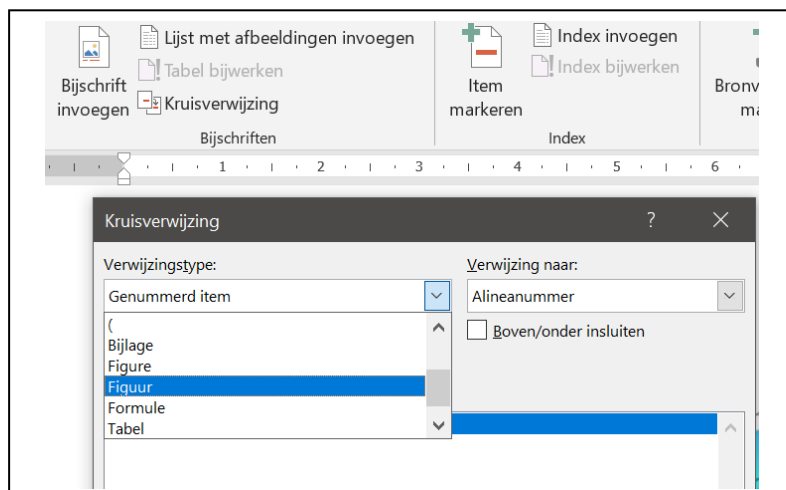 Lijst met afbeeldingen invoegen
Tabel bijwerken
Bijschrift
invoegen
Kruisverwijzing
Bijschriften
Item
markeren
Index invoegen
Index bijwerken
Index
Bronv
ma
1 2 3 4 5 6
Kruisverwijzing ?
Verwijzingstype:
Genummerd item
(
Bijlage
Figure
Figuur
Formule
Tabel
Verwijzing naar:
Alineanummer
Boven/onder insluiten